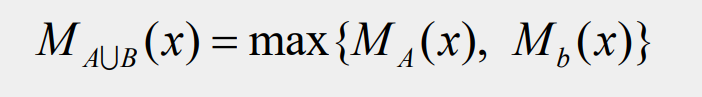 M_{A∪B}(x) = max{M_A(x), M_b(x)}